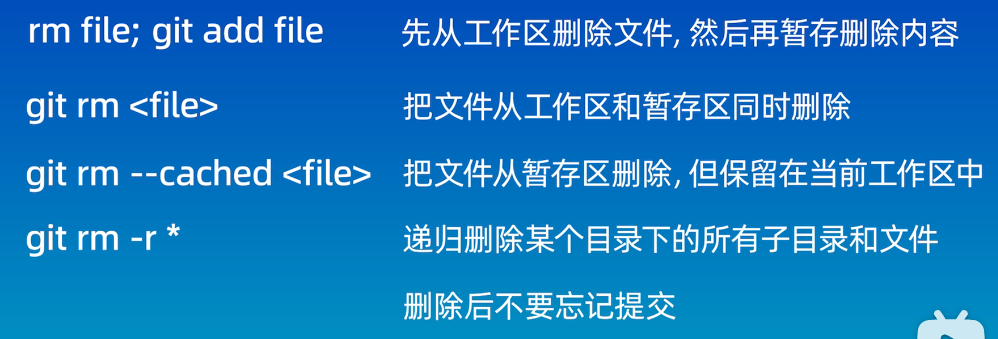 rm file; git add file 先从工作区删除文件, 然后再暂存删除内容
git rm <file> 把文件从工作区和暂存区同时删除
git rm --cached <file> 把文件从暂存区删除, 但保留在当前工作区中
git rm -r * 递归删除某个目录下的所有子目录和文件
删除后不要忘记提交